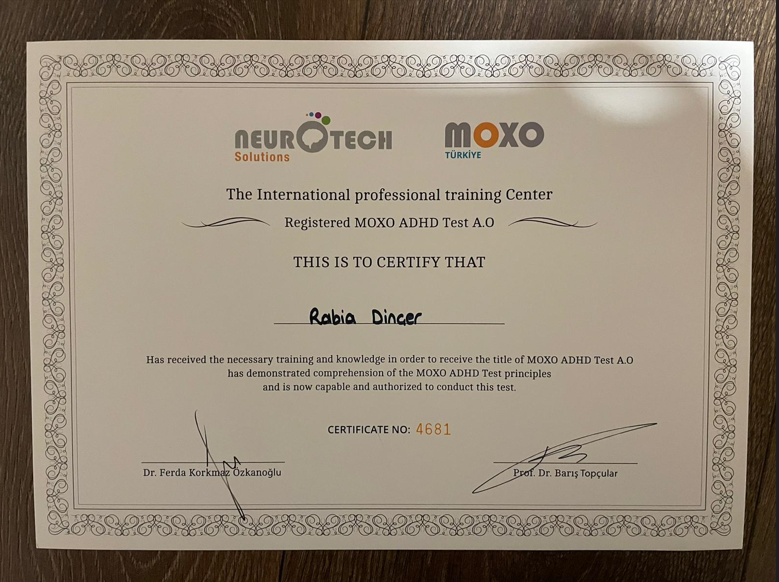 NEUROTECH
Solutions
MOXO
TÜRKİYE
The International professional training Center
Registered MOXO ADHD Test A.O
THIS IS TO CERTIFY THAT
Rabia Dincer
Has received the necessary training and knowledge in order to receive the title of MOXO ADHD Test A.O
has demonstrated comprehension of the MOXO ADHD Test principles
and is now capable and authorized to conduct this test.
CERTIFICATE NO: 4681
Dr. Ferda Korkmaz Özkanoğlu
Prof. Dr. Barış Topçular